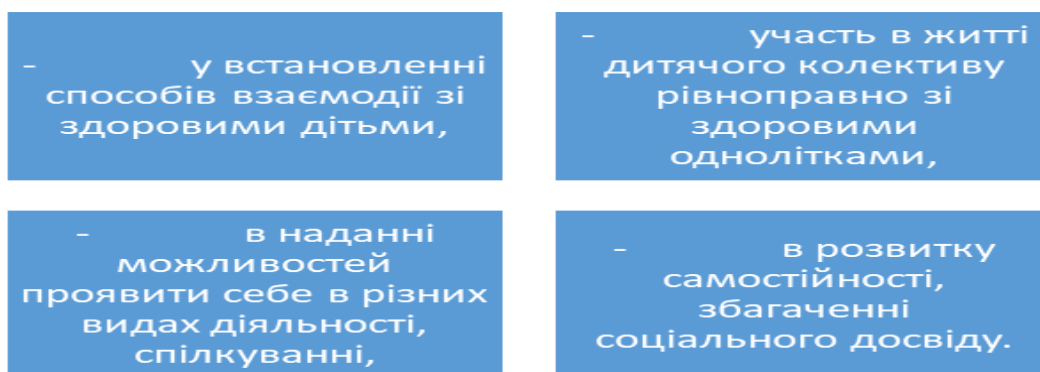 - у встановленні
способів взаємодії зі
здоровими дітьми,
- участь в житті
дитячого колективу
рівноправно зі
здоровими
однолітками,
- в наданні
можливостей
проявити себе в різних
видах діяльності,
спілкуванні,
- в розвитку
самостійності,
збагаченні
соціального досвіду.